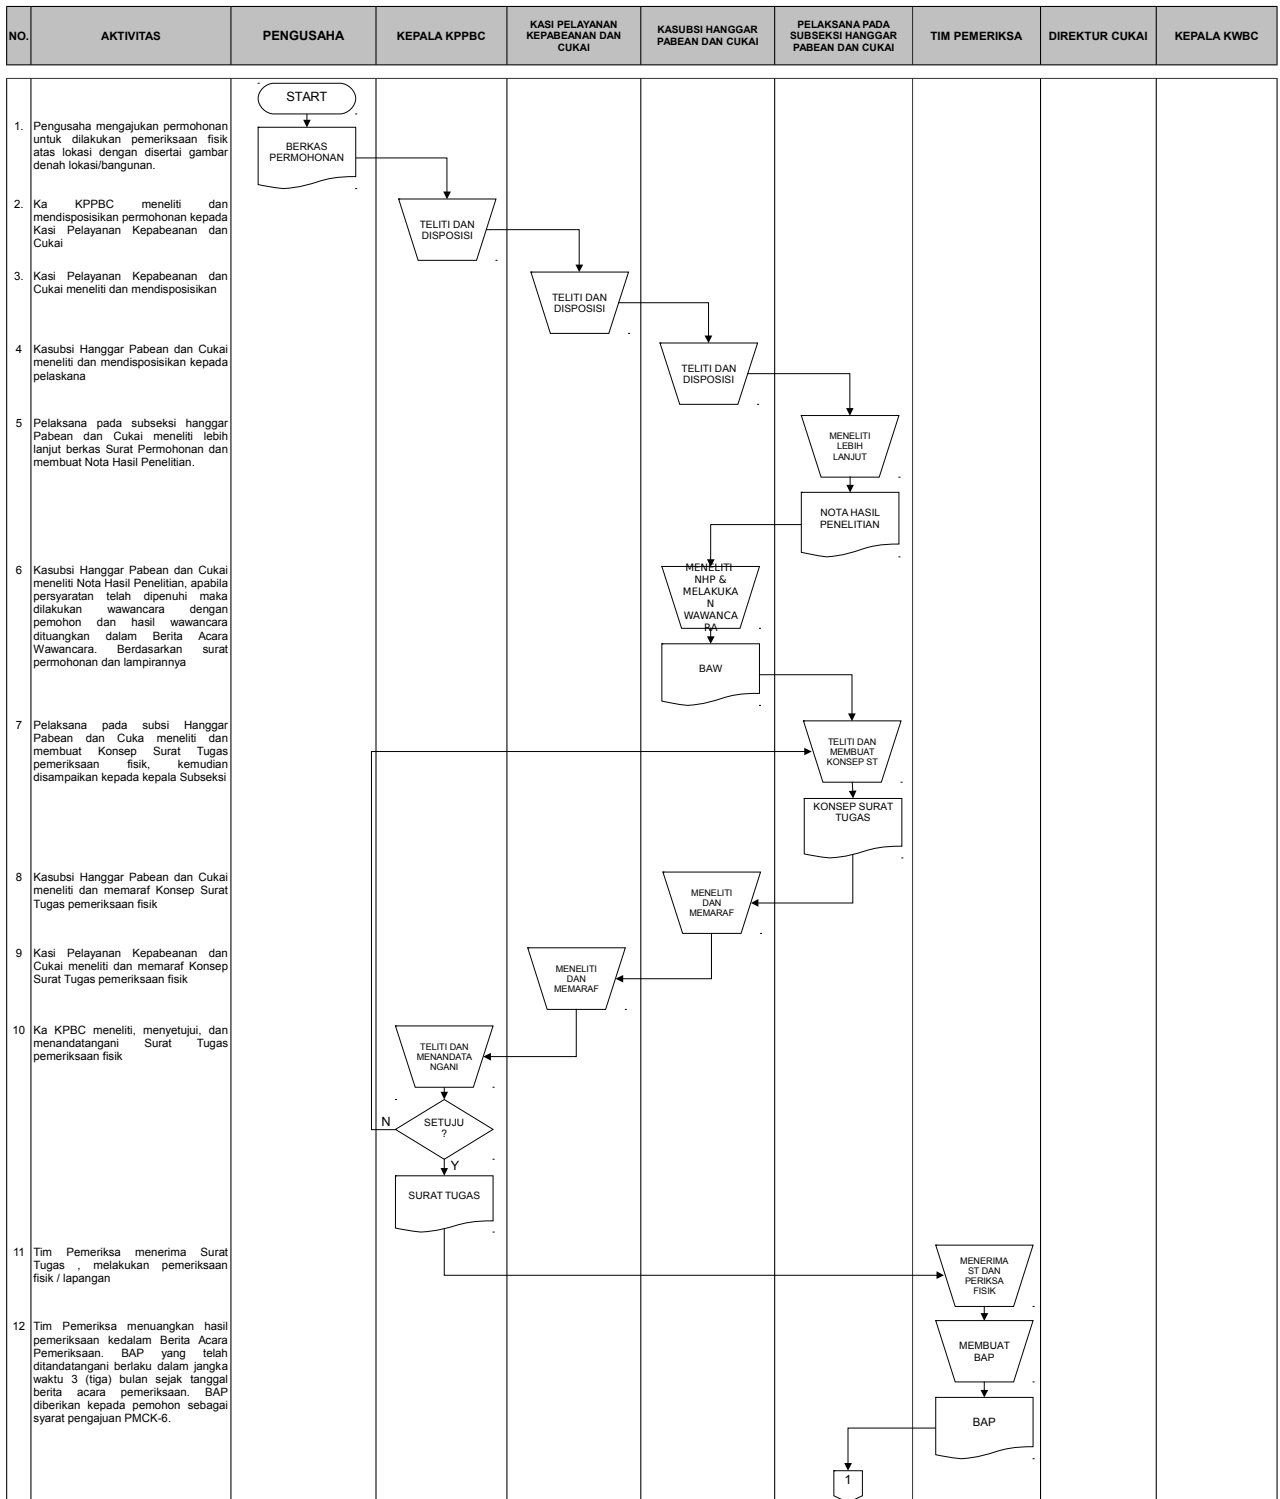 NO.
AKTIVITAS
PENGUSAHA
KEPALA KPPBC
KASI PELAYANAN
KEPABEANAN DAN
CUKAI
KASUBSI HANGGAR
PABEAN DAN CUKAI
PELAKSANA PADA
SUBSEKSI HANGGAR
PABEAN DAN CUKAI
TIM PEMERIKSA
DIREKTUR CUKAI
KEPALA KWBC
START
1. Pengusaha mengajukan permohonan
untuk dilakukan pemeriksaan fisik
atas lokasi dengan disertai gambar
denah lokasi/bangunan.
BERKAS
PERMOHONAN
2. Ka KPPBC meneliti dan
mendisposisikan permohonan kepada
Kasi Pelayanan Kepabeanan dan
Cukai
TELITI DAN
DISPOSISI
3. Kasi Pelayanan Kepabeanan dan
Cukai meneliti dan mendisposisikan
TELITI DAN
DISPOSISI
4 Kasubsi Hanggar Pabean dan Cukai
meneliti dan mendisposisikan kepada
pelaskana
TELITI DAN
DISPOSISI
5 Pelaksana pada subseksi hanggar
Pabean dan Cukai meneliti lebih
lanjut berkas Surat Permohonan dan
membuat Nota Hasil Penelitian.
MENELITI
LEBIH
LANJUT
NOTA HASIL
PENELITIAN
6 Kasubsi Hanggar Pabean dan Cukai
meneliti Nota Hasil Penelitian, apabila
persyaratan telah dipenuhi maka
dilakukan wawancara dengan
pemohon dan hasil wawancara
dituangkan dalam Berita Acara
Wawancara. Berdasarkan surat
permohonan dan lampirannya
MENELITI
NHP &
MELAKUKA
N
WAWANCA
RA
BAW
7 Pelaksana pada subsi Hanggar
Pabean dan Cuka meneliti dan
membuat Konsep Surat Tugas
pemeriksaan fisik, kemudian
disampaikan kepada kepala Subseksi
TELITI DAN
MEMBUAT
KONSEP ST
KONSEP SURAT
TUGAS
8 Kasubsi Hanggar Pabean dan Cukai
meneliti dan memaraf Konsep Surat
Tugas pemeriksaan fisik
MENELITI
DAN
MEMARAF
9 Kasi Pelayanan Kepabeanan dan
Cukai meneliti dan memaraf Konsep
Surat Tugas pemeriksaan fisik
MENELITI
DAN
MEMARAF
10 Ka KPBC meneliti, menyetujui, dan
menandatangani Surat Tugas
pemeriksaan fisik
TELITI DAN
MENANDATA
NGANI
N
SETUJU
?
Y
SURAT TUGAS
11 Tim Pemeriksa menerima Surat
Tugas , melakukan pemeriksaan
fisik / lapangan
MENERIMA
ST DAN
PERIKSA
FISIK
12 Tim Pemeriksa menuangkan hasil
pemeriksaan kedalam Berita Acara
Pemeriksaan. BAP yang telah
ditandatangani berlaku dalam jangka
waktu 3 (tiga) bulan sejak tanggal
berita acara pemeriksaan. BAP
diberikan kepada pemohon sebagai
syarat pengajuan PMCK-6.
MEMBUAT
BAP
BAP
1